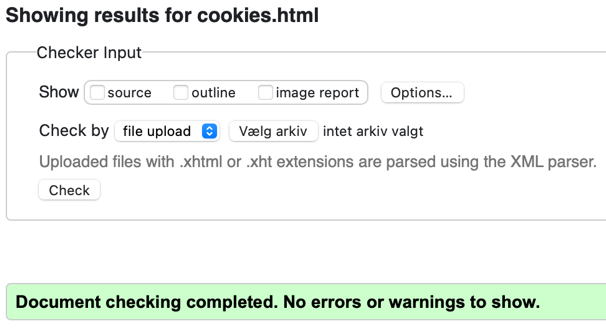 Showing results for cookies.html
Checker Input
Show source outline image report Options...
Check by file upload Vælg arkiv intet arkiv valgt
Uploaded files with .xhtml or .xht extensions are parsed using the XML parser.
Check
Document checking completed. No errors or warnings to show.